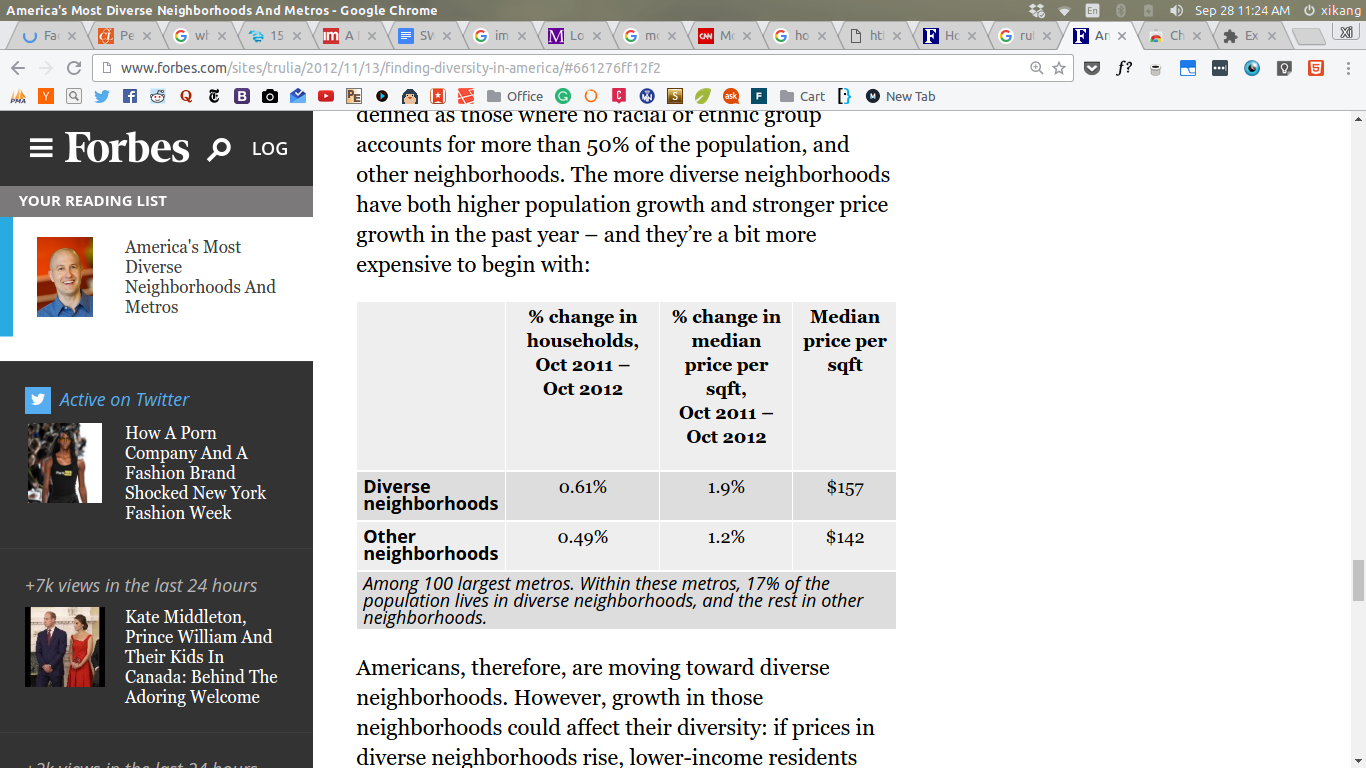 America's Most Diverse Neighborhoods And Metros - Google Chrome
En
Sep 28 11:24 AM
xikang
Fa
Pe
wh
15
A
SW
im
Lo
mc
Mc
ho
htt
Ho
rul
An
Ch
Ex
Xi
www.forbes.com/sites/trulia/2012/11/13/finding-diversity-in-america/#661276ff12f2
f?
PMA
Office
ask
Cart
New Tab
Forbes
LOG
YOUR READING LIST
America's Most
Diverse
Neighborhoods And
Metros
Active on Twitter
How A Porn
Company And A
Fashion Brand
Shocked New York
Fashion Week
+7k views in the last 24 hours
Kate Middleton,
Prince William And
Their Kids In
Canada: Behind The
Adoring Welcome
+2k views in the last 24 hours
defined as those where no racial or ethnic group
accounts for more than 50% of the population, and
other neighborhoods. The more diverse neighborhoods
have both higher population growth and stronger price
growth in the past year – and they’re a bit more
expensive to begin with:
% change in
households,
Oct 2011 –
Oct 2012
% change in
median
price per
sqft,
Oct 2011 –
Oct 2012
Median
price per
sqft
Diverse
neighborhoods
0.61%
1.9%
$157
Other
neighborhoods
0.49%
1.2%
$142
Among 100 largest metros. Within these metros, 17% of the
population lives in diverse neighborhoods, and the rest in other
neighborhoods.
Americans, therefore, are moving toward diverse
neighborhoods. However, growth in those
neighborhoods could affect their diversity: if prices in
diverse neighborhoods rise, lower-income residents